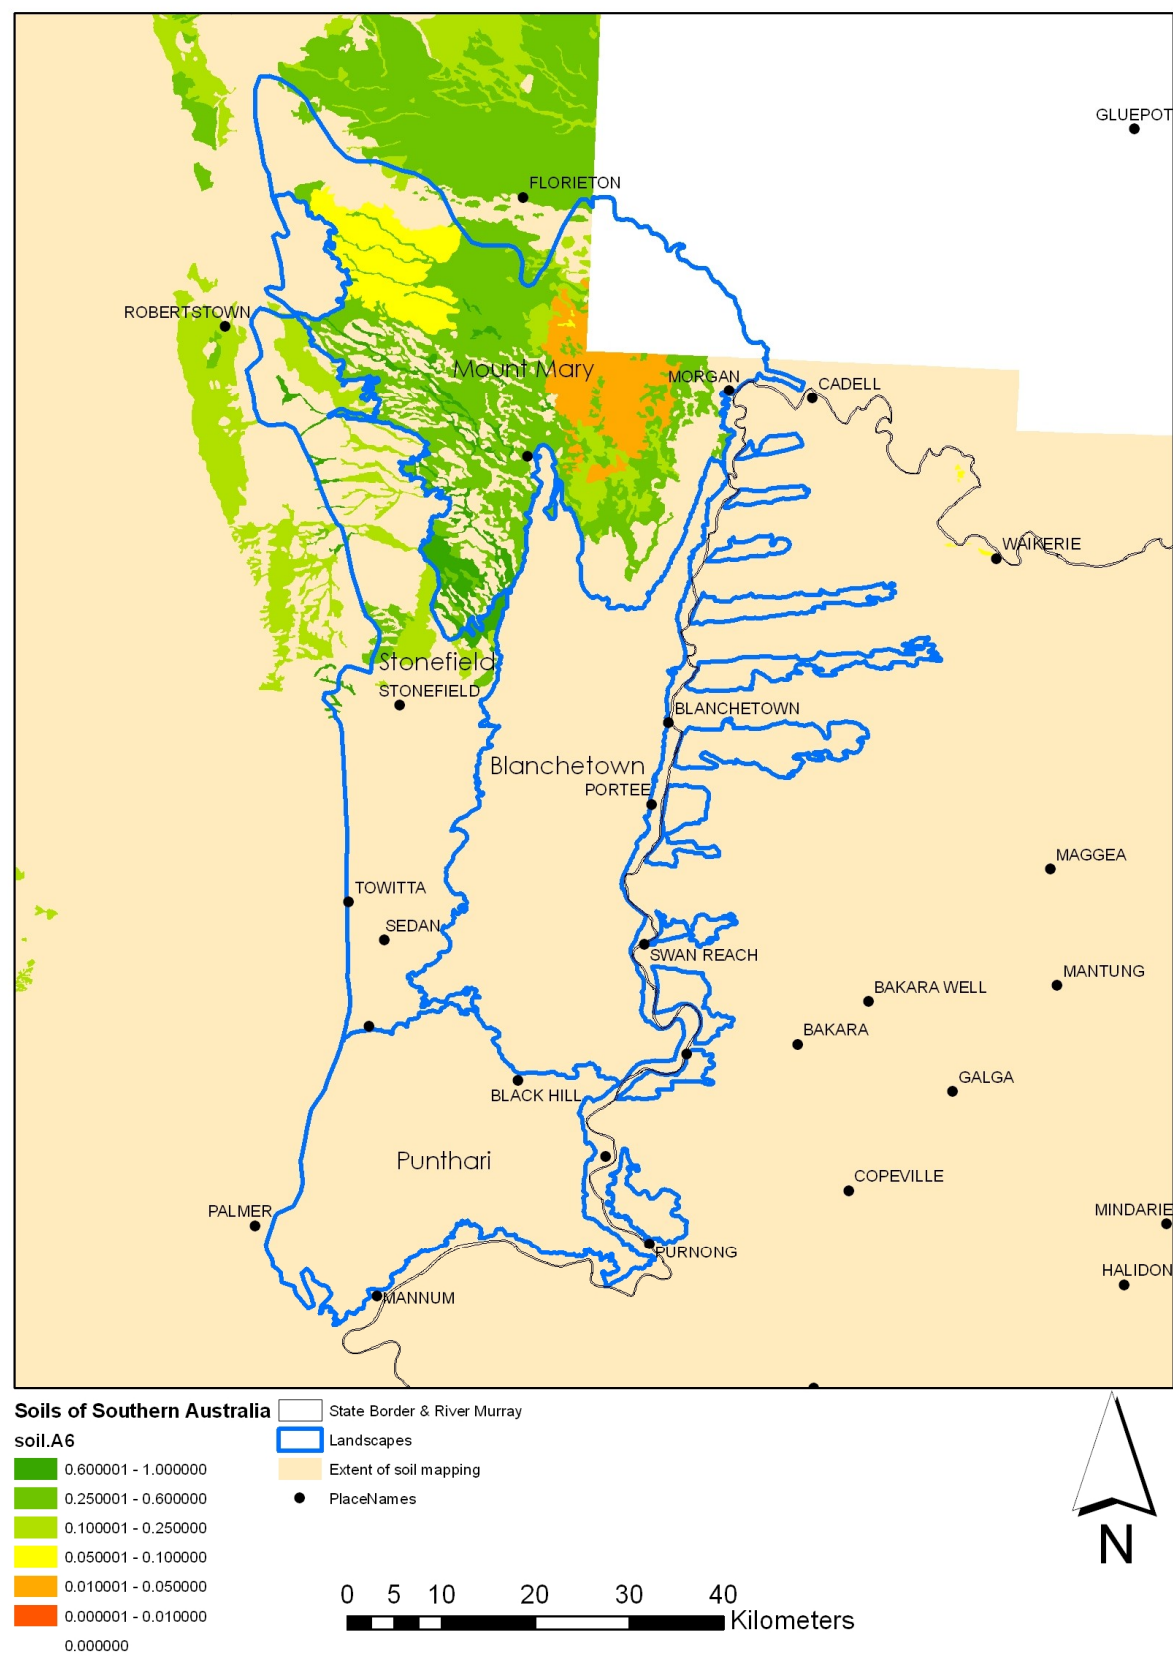 GLUEPOT
FLORIETON
ROBERTSTOWN
Mount Mary
MORGAN
CADELL
WAIKERIE
Stonefield
STONEFIELD
BLANCHETOWN
Blanchetown
PORTEE
MAGGEA
TOWITTA
SEDAN
SWAN REACH
MANTUNG
BAKARA WELL
BAKARA
GALGA
BLACK HILL
Punthari
COPEVILLE
PALMER
MINDARIE
PURNONG
HALIDON
MANNUM
Soils of Southern Australia
soil.A6
0.600001 - 1.000000
0.250001 - 0.600000
0.100001 - 0.250000
0.050001 - 0.100000
0.010001 - 0.050000
0.000001 - 0.010000
0.000000
State Border & River Murray
Landscapes
Extent of soil mapping
PlaceNames
0 5 10 20 30 40
Kilometers
N